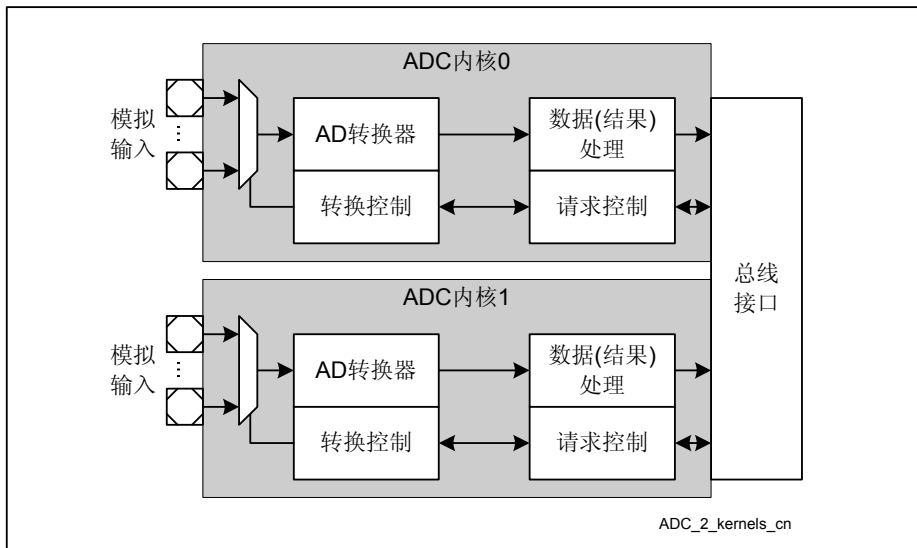 ADC内核0
模拟
输入
AD转换器
数据(结果)
处理
转换控制
请求控制
总线
接口
ADC内核1
模拟
输入
AD转换器
数据(结果)
处理
转换控制
请求控制
ADC_2_kernels_cn